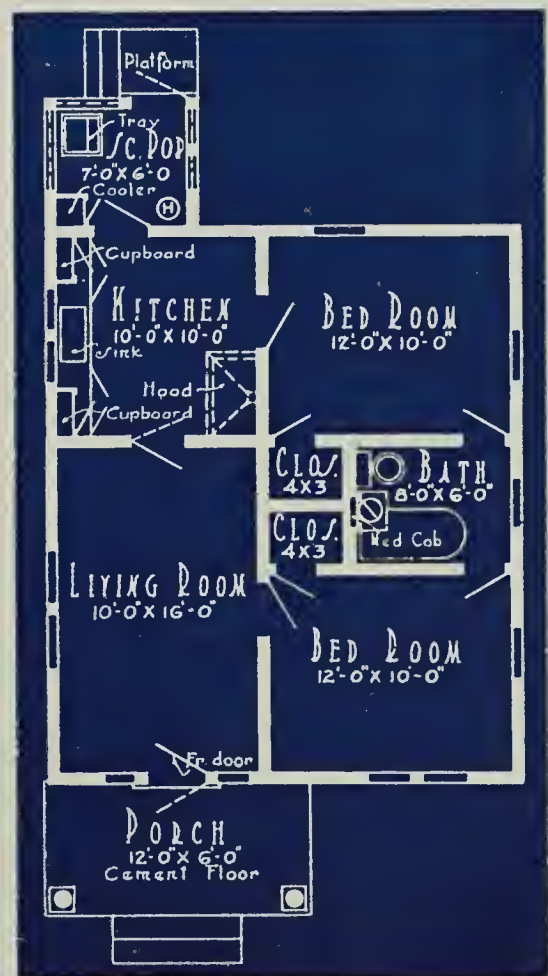 Platform
Tray
SC. POP
7'-0" X 6'-0
Cooler
H
Cupboard
KITCHEN
10'-0" X 10'-0"
Sink
Hood
Cupboard
BED ROOM
12'-0" X 10'-0"
CLOS.
4X3
BATH
8'-0" X 6'-0"
CLOS.
4X3
Med Cab
LIVING ROOM
10'-0" X 16'-0"
BED ROOM
12'-0" X 10'-0"
Fr. door
PORCH
12'-0" X 6'-0"
Cement Floor